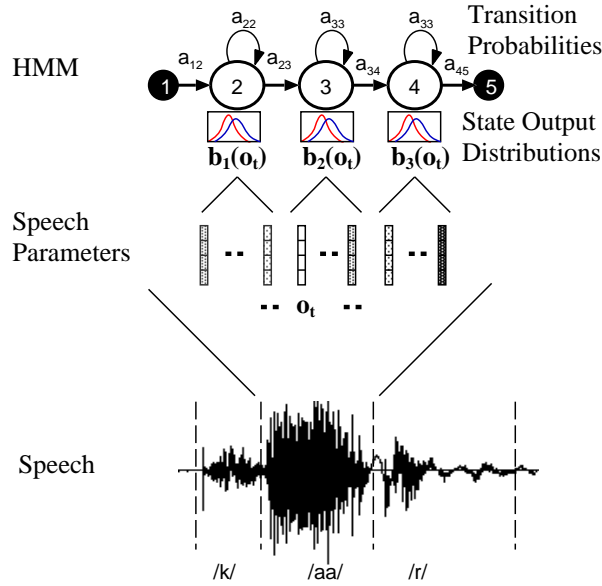 a22 a33 a33 Transition
Probabilities
HMM a12 a23 a34 a45
1 2 3 4 5
State Output
Distributions
b1(ot) b2(ot) b3(ot)
Speech
Parameters
-- -- --
-- ot --
Speech
/k/ /aa/ /r/